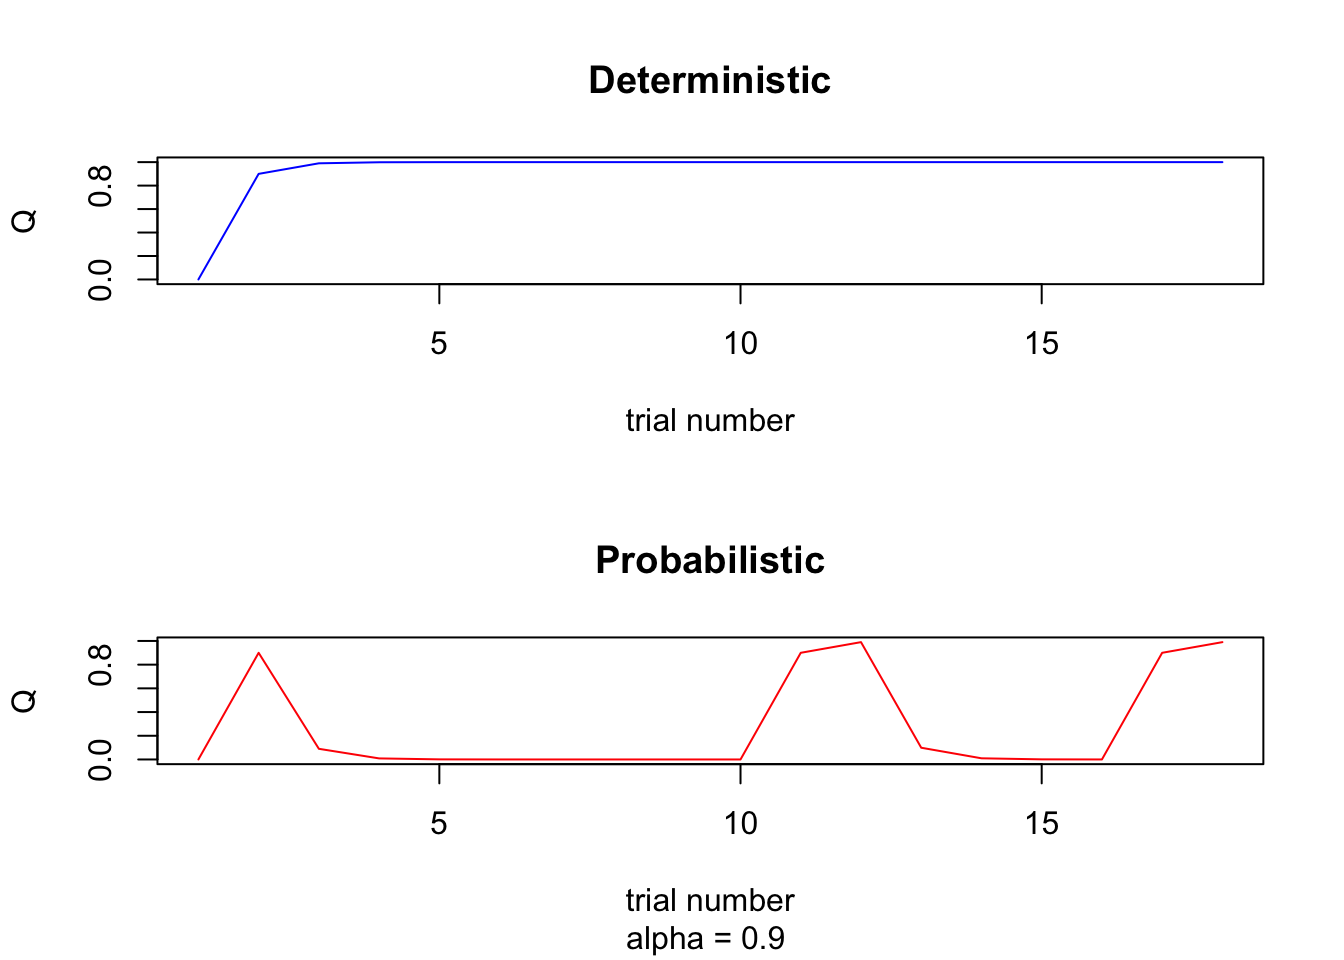 Deterministic
0.8
Q
0.0
5 10 15
trial number
Probabilistic
0.8
Q
0.0
5 10 15
trial number
alpha = 0.9